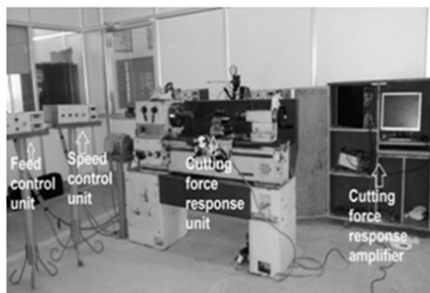 Feed
control
unit
Speed
control
unit
Cutting
force
response
unit
Cutting
force
response
amplifier